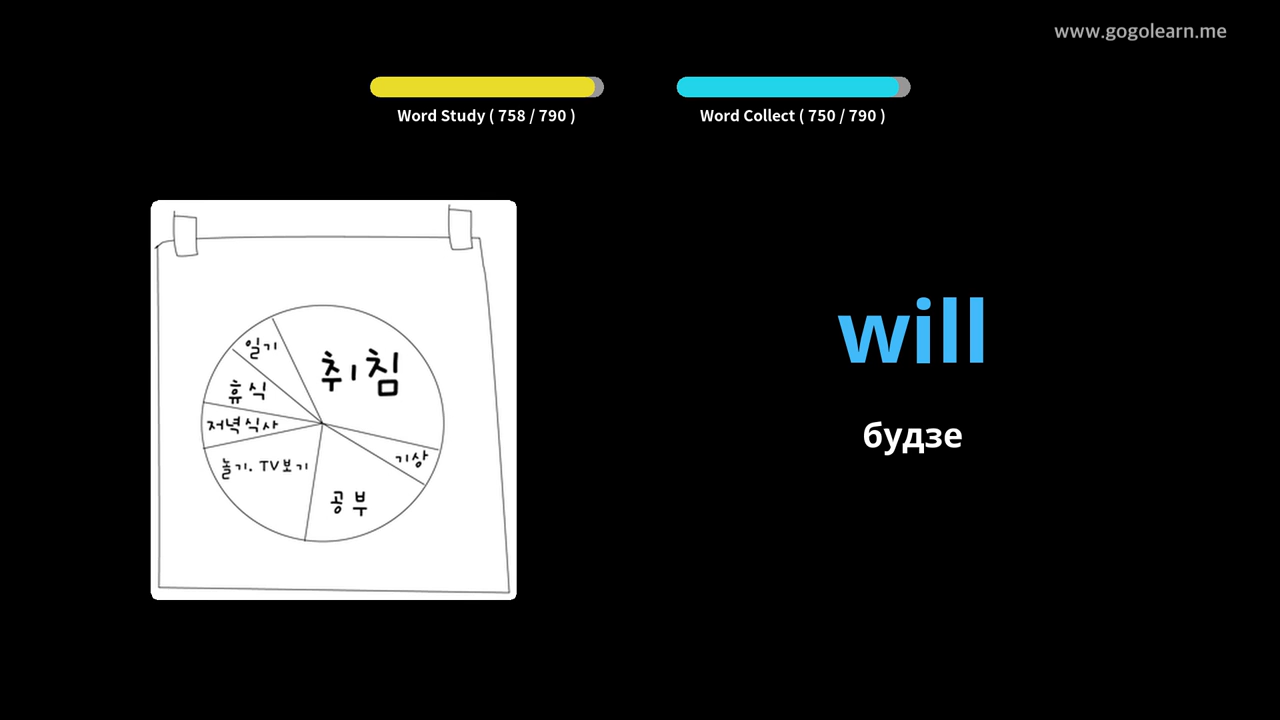 www.gogolearn.me
Word Study ( 758 / 790 )
Word Collect ( 750 / 790 )
일기
취침
휴식
저녁식사
놀기. TV보기
기상
공부
will
будзе